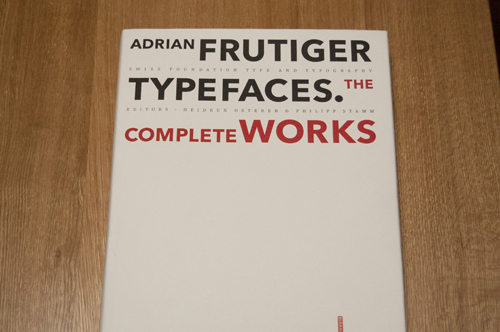 ADRIAN FRUTIGER
SWISS FOUNDATION TYPE AND TYPOGRAPHY
TYPEFACES. THE
EDITORS – HEIDRUN OSTERER & PHILIPP STAMM
COMPLETE WORKS